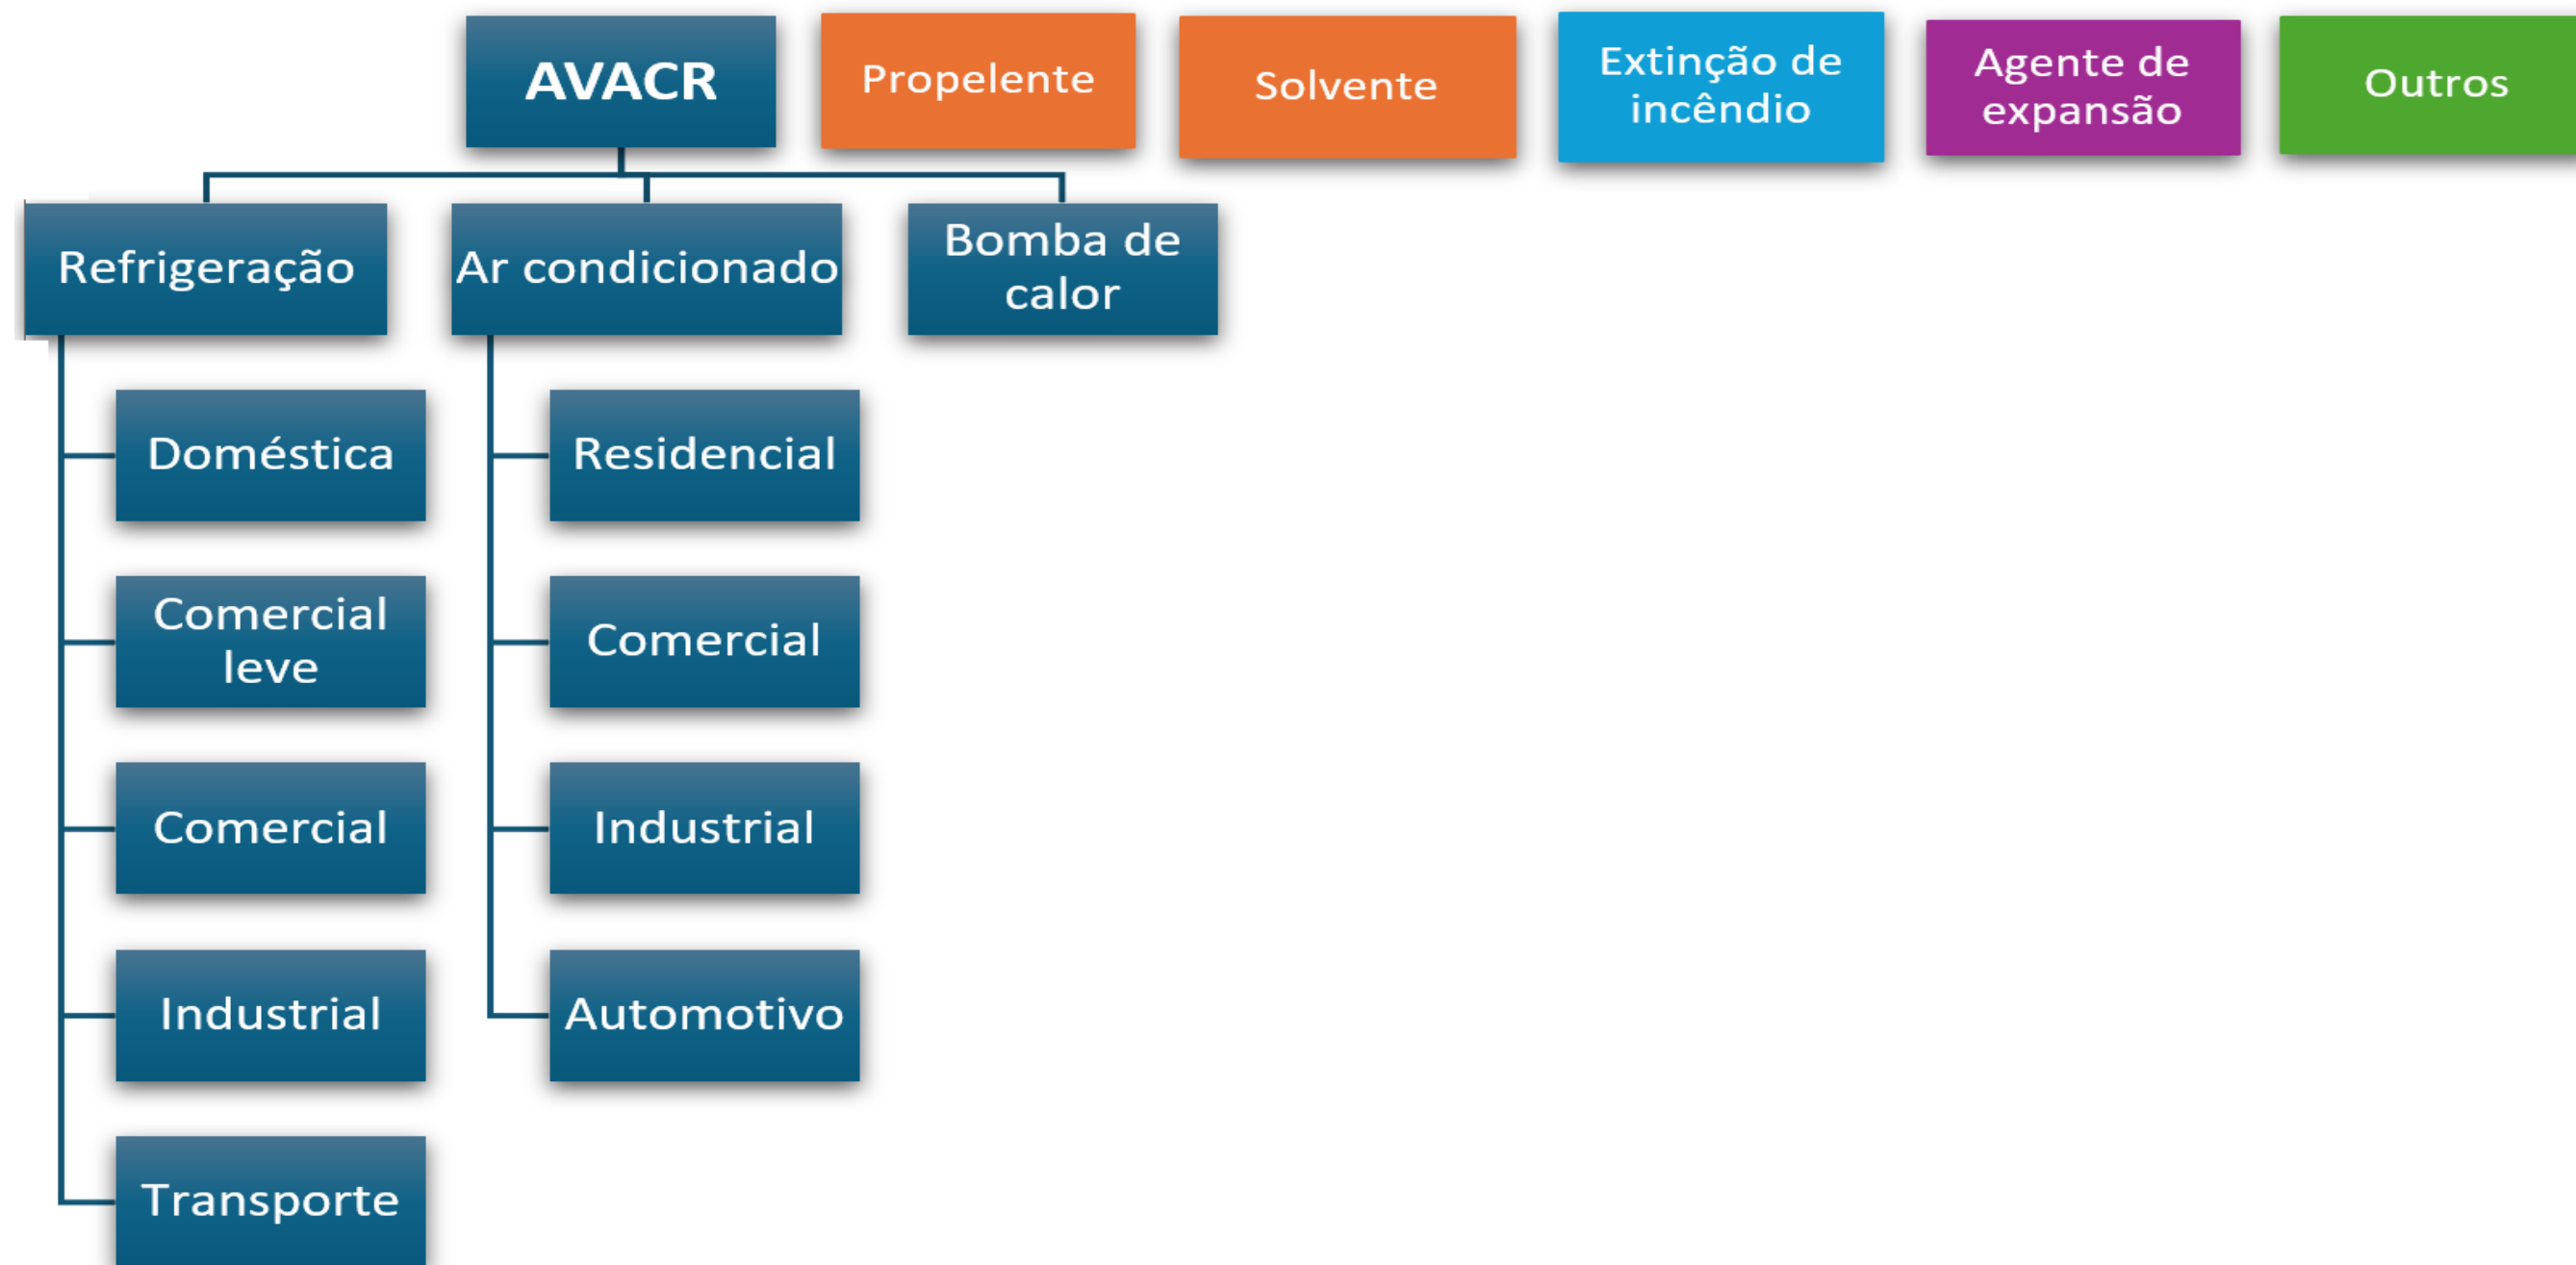 AVACR
Propelente
Solvente
Extinção de
incêndio
Agente de
expansão
Outros
Refrigeração
Ar condicionado
Bomba de
calor
Doméstica
Residencial
Comercial
leve
Comercial
Comercial
Industrial
Industrial
Automotivo
Transporte